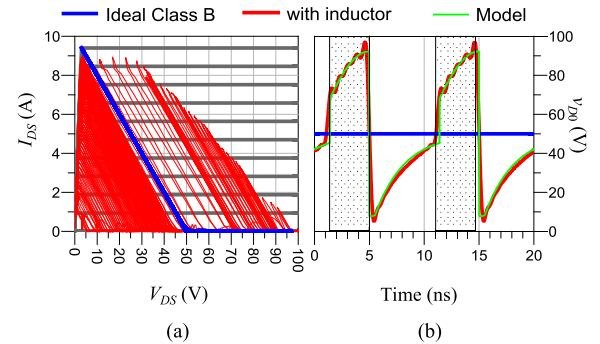 Ideal Class B with inductor Model
10
8
6
4
2
0
I_DS (A)
0 10 20 30 40 50 60 70 80 90 100
V_DS (V)
(a)
100
80
60
40
20
0
v_D0 (V)
0 5 10 15 20
Time (ns)
(b)